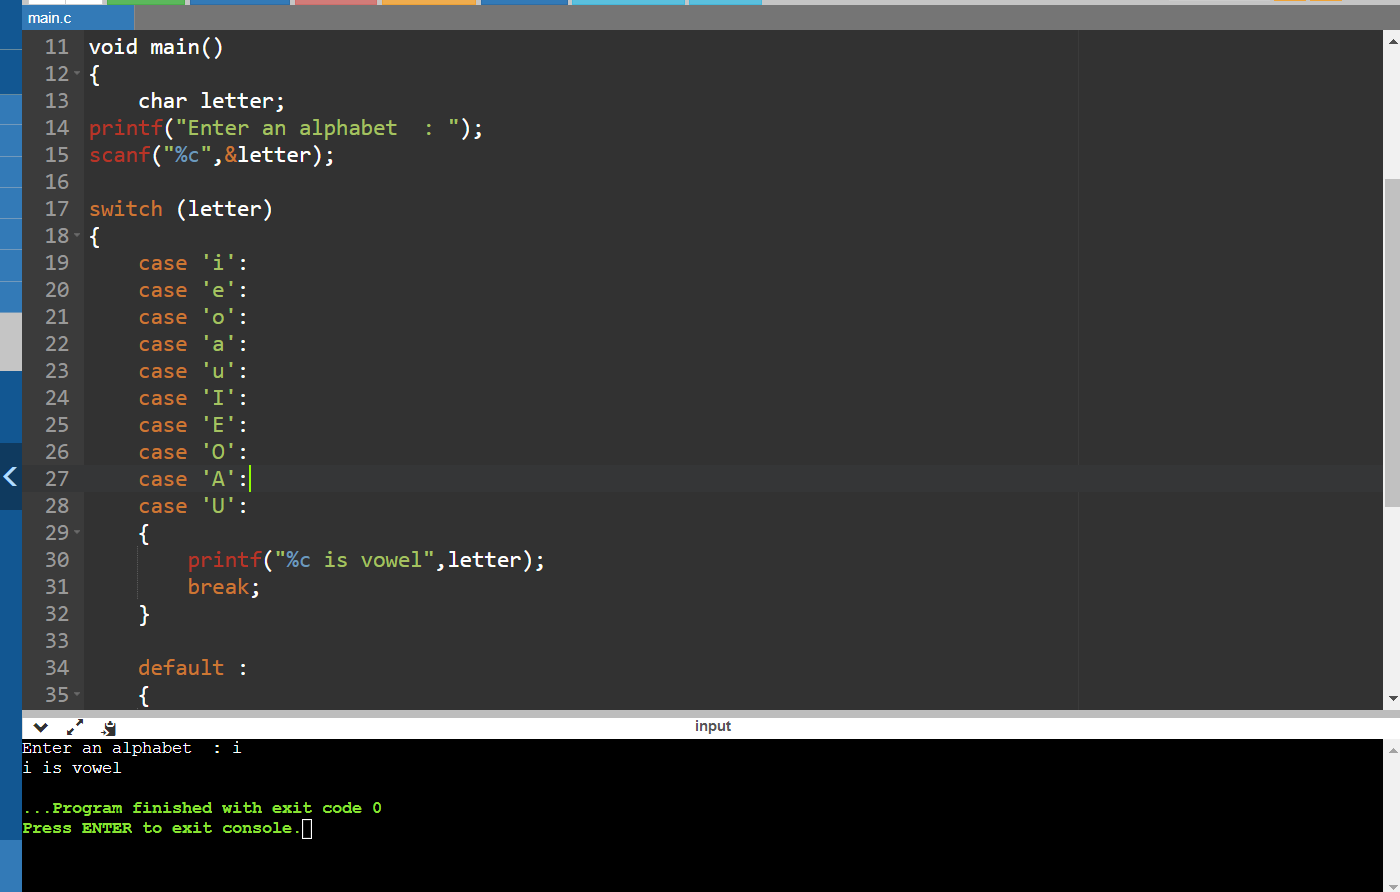 main.c
11 void main()
12 {
13     char letter;
14 printf("Enter an alphabet  : ");
15 scanf("%c",&letter);
16
17 switch (letter)
18 {
19     case 'i':
20     case 'e':
21     case 'o':
22     case 'a':
23     case 'u':
24     case 'I':
25     case 'E':
26     case 'O':
27     case 'A':
28     case 'U':
29     {
30         printf("%c is vowel",letter);
31         break;
32     }
33
34     default :
35     {
input
Enter an alphabet  : i
i is vowel
...Program finished with exit code 0
Press ENTER to exit console.